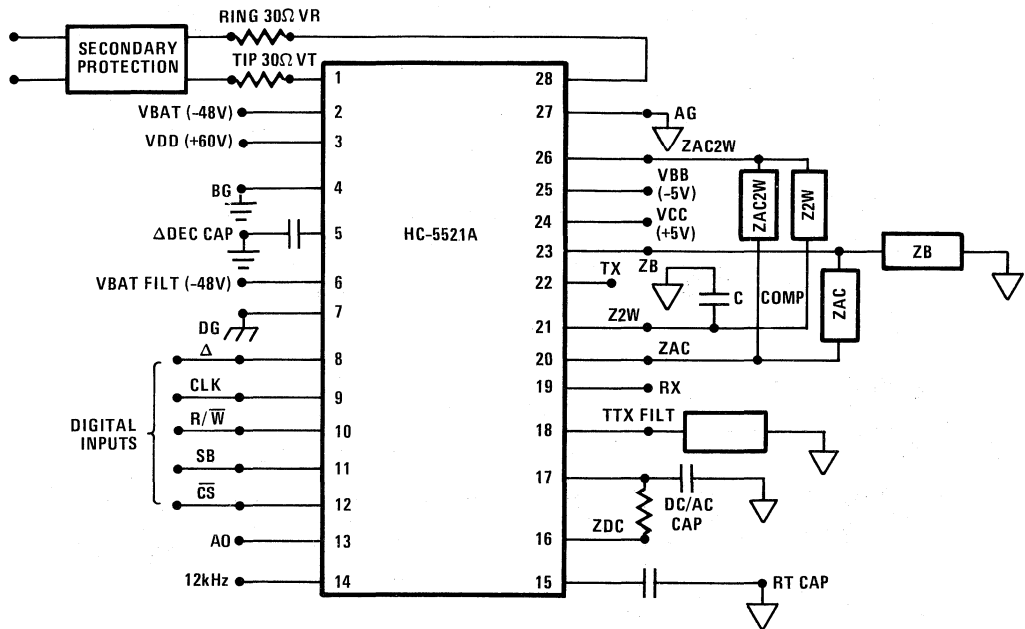 RING 30Ω VR
SECONDARY
PROTECTION
TIP 30Ω VT
1
28
VBAT (–48V)
2
27
AG
VDD (+60V)
3
26
ZAC2W
BG
4
25
VBB
(–5V)
ZAC2W
Z2W
ΔDEC CAP
5
HC-5521A
24
VCC
(+5V)
23
ZB
ZB
VBAT FILT (–48V)
6
22
TX
C
COMP
ZAC
DG
7
21
Z2W
Δ
8
20
ZAC
CLK
9
19
RX
DIGITAL
INPUTS
R/W̅
10
18
TTX FILT
SB
11
17
DC/AC
CAP
C̅S̅
12
ZDC
16
AO
13
12kHz
14
15
RT CAP